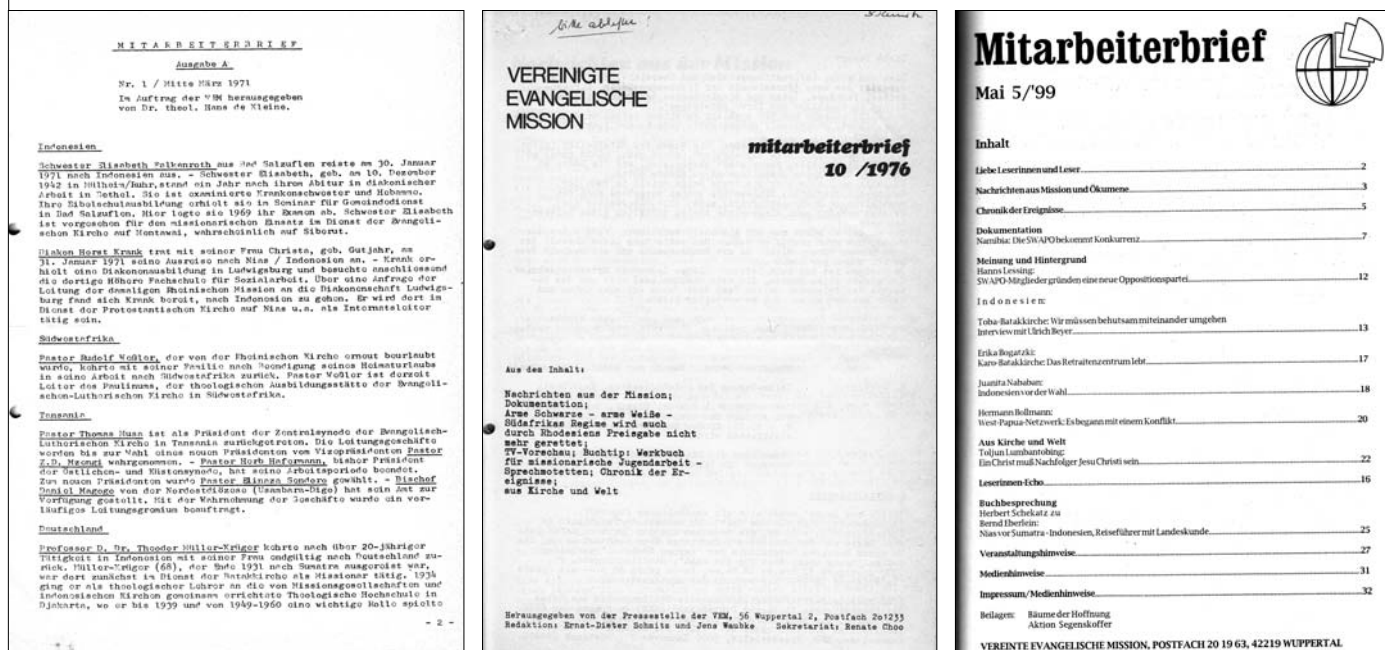 MITARBEITERBRIEF
Ausgabe A
Nr. 1 / Mitte März 1971
Im Auftrag der VEM herausgegeben
von Dr. theol. Hans de Kleine.
Indonesien
Schwester Elisabeth Falkenroth aus Bad Salzuflen reiste am 30. Januar
1971 nach Indonesien aus. - Schwester Elisabeth, geb. am 10. Dezember
1942 in Mülheim/Ruhr, stand ein Jahr nach ihrem Abitur in diakonischer
Arbeit in Bethel. Sie ist examinierte Krankenschwester und Hebamme.
Ihre Bibelschulausbildung erhielt sie im Seminar für Gemeindedienst
in Bad Salzuflen. Hier legte sie 1969 ihr Examen ab. Schwester Elisabeth
ist vorgesehen für den missionarischen Einsatz im Dienst der Evangeli-
schen Kirche auf Mentawai, wahrscheinlich auf Siberut.
Diakon Horst Krank trat mit seiner Frau Christa, geb. Gutjahr, am
31. Januar 1971 seine Ausreise nach Nias / Indonesien an. - Krank er-
hielt eine Diakonenausbildung in Ludwigsburg und besuchte anschliessend
die dortige Höhere Fachschule für Sozialarbeit. Über eine Anfrage der
Leitung der damaligen Rheinischen Mission an die Diakonenschaft Ludwigs-
burg fand sich Krank bereit, nach Indonesien zu gehen. Er wird dort im
Dienst der Protestantischen Kirche auf Nias u.a. als Internatsleiter
tätig sein.
Südwestafrika
Pastor Rudolf Weßler, der von der Rheinischen Kirche erneut beurlaubt
wurde, kehrte mit seiner Familie nach Beendigung seines Heimaturlaubs
in seine Arbeit nach Südwestafrika zurück. Pastor Weßler ist derzeit
Leiter des Paulinums, der theologischen Ausbildungsstätte der Evangeli-
schen-Lutherischen Kirche in Südwestafrika.
Tansania
Pastor Thomas Musa ist als Präsident der Zentralsynode der Evangelisch-
Lutherischen Kirche in Tansania zurückgetreten. Die Leitungsgeschäfte
werden bis zur Wahl eines neuen Präsidenten vom Vizepräsidenten Pastor
Z.D. Mzengi wahrgenommen. - Pastor Herb Hafermann, bisher Präsident
der Östlichen- und Küstensynode, hat seine Arbeitsperiode beendet.
Zum neuen Präsidenten wurde Pastor Elinaza Sendoro gewählt. - Bischof
Daniel Magogo von der Nordostdiözese (Usambara-Digo) hat sein Amt zur
Verfügung gestellt. Mit der Wahrnehmung der Geschäfte wurde ein vor-
läufiges Leitungsgremium beauftragt.
Deutschland
Professor D. Dr. Theodor Müller-Krüger kehrte nach über 20-jähriger
Tätigkeit in Indonesien mit seiner Frau endgültig nach Deutschland zu-
rück. Müller-Krüger (68), der Ende 1931 nach Sumatra ausgereist war,
war dort zunächst im Dienst der Batakkirche als Missionar tätig. 1934
ging er als theologischer Lehrer an die von Missionsgesellschaften und
indonesischen Kirchen gemeinsam errichtete Theologische Hochschule in
Djakarta, wo er bis 1939 und von 1949-1960 eine wichtige Rolle spielte
- 2 -
bitte ablegen!
VEREINIGTE
EVANGELISCHE
MISSION
mitarbeiterbrief
10 /1976
Aus dem Inhalt:
Nachrichten aus der Mission;
Dokumentation;
Arme Schwarze - arme Weiße -
Südafrikas Regime wird auch
durch Rhodesiens Preisgabe nicht
mehr gerettet;
TV-Vorschau; Buchtip: Werkbuch
für missionarische Jugendarbeit -
Sprechmotetten; Chronik der Er-
eignisse;
aus Kirche und Welt
Herausgegeben von der Pressestelle der VEM, 56 Wuppertal 2, Postfach 201233
Redaktion: Ernst-Dieter Schmitz und Jens Waubke Sekretariat: Renate Choo
Mitarbeiterbrief
Mai 5/'99
Inhalt
Liebe Leserinnen und Leser 2
Nachrichten aus Mission und Ökumene 3
Chronik der Ereignisse 5
Dokumentation
Namibia: Die SWAPO bekommt Konkurrenz 7
Meinung und Hintergrund
Hanns Lessing:
SWAPO-Mitglieder gründen eine neue Oppositionspartei 12
Indonesien:
Toba-Batakkirche: Wir müssen behutsam miteinander umgehen
Interview mit Ulrich Beyer 13
Erika Bogatzki:
Karo-Batakkirche: Das Retraitenzentrum lebt 17
Juanita Nababan:
Indonesien vor der Wahl 18
Hermann Bollmann:
West-Papua-Netzwerk: Es begann mit einem Konflikt 20
Aus Kirche und Welt
Toljun Lumbantobing:
Ein Christ muß Nachfolger Jesu Christi sein 22
Leserinnen-Echo 16
Buchbesprechung
Herbert Schekatz zu
Bernd Eberlein:
Nias vor Sumatra - Indonesien, Reiseführer mit Landeskunde 25
Veranstaltungshinweise 27
Medienhinweise 31
Impressum/Medienhinweise 32
Beilagen: Bäume der Hoffnung
Aktion Segenskoffer
VEREINTE EVANGELISCHE MISSION, POSTFACH 20 19 63, 42219 WUPPERTAL